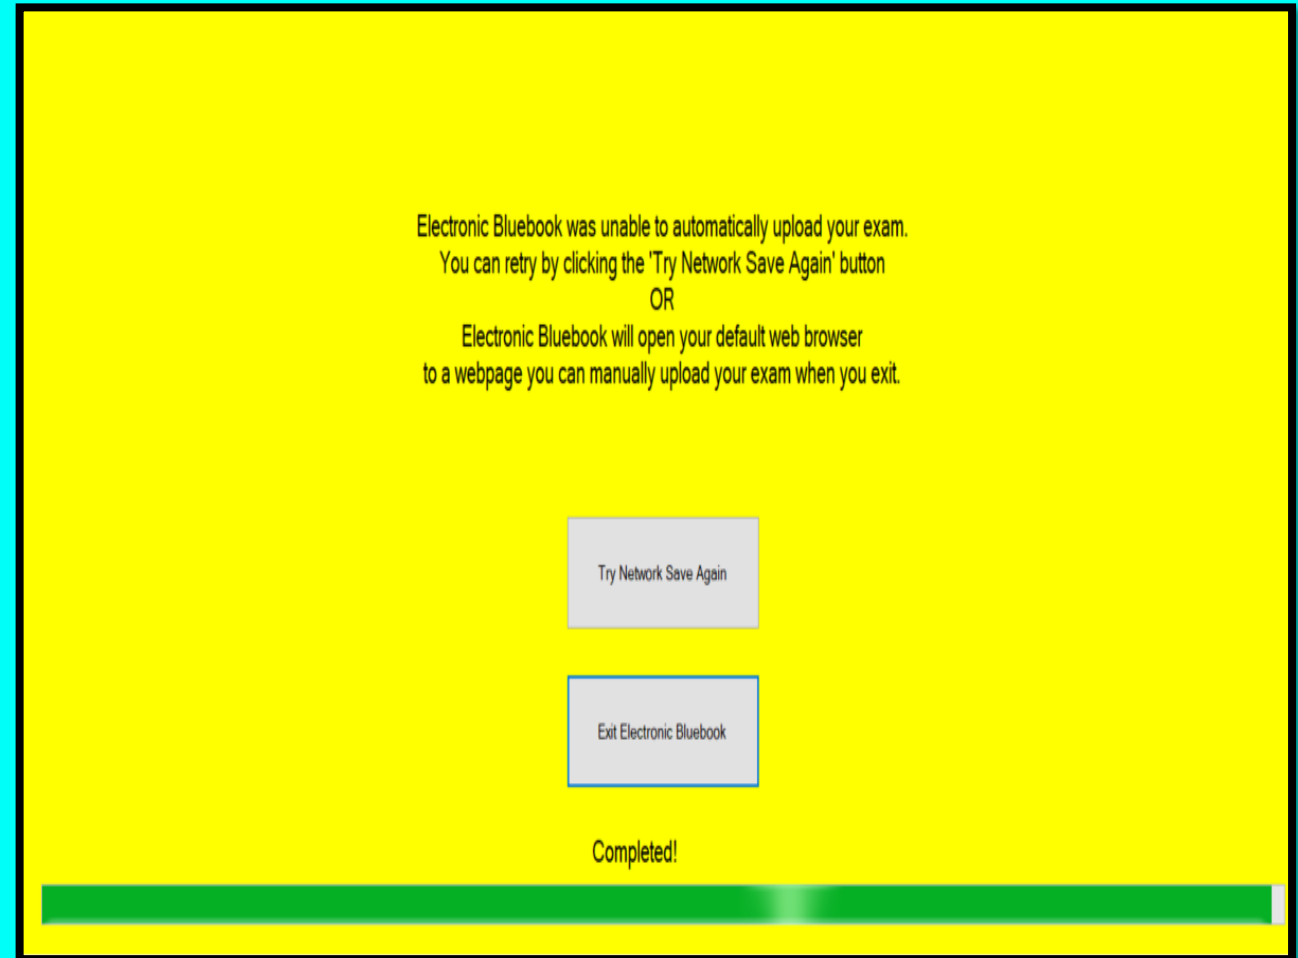 Electronic Bluebook was unable to automatically upload your exam.
You can retry by clicking the 'Try Network Save Again' button
OR
Electronic Bluebook will open your default web browser
to a webpage you can manually upload your exam when you exit.
Try Network Save Again
Exit Electronic Bluebook
Completed!